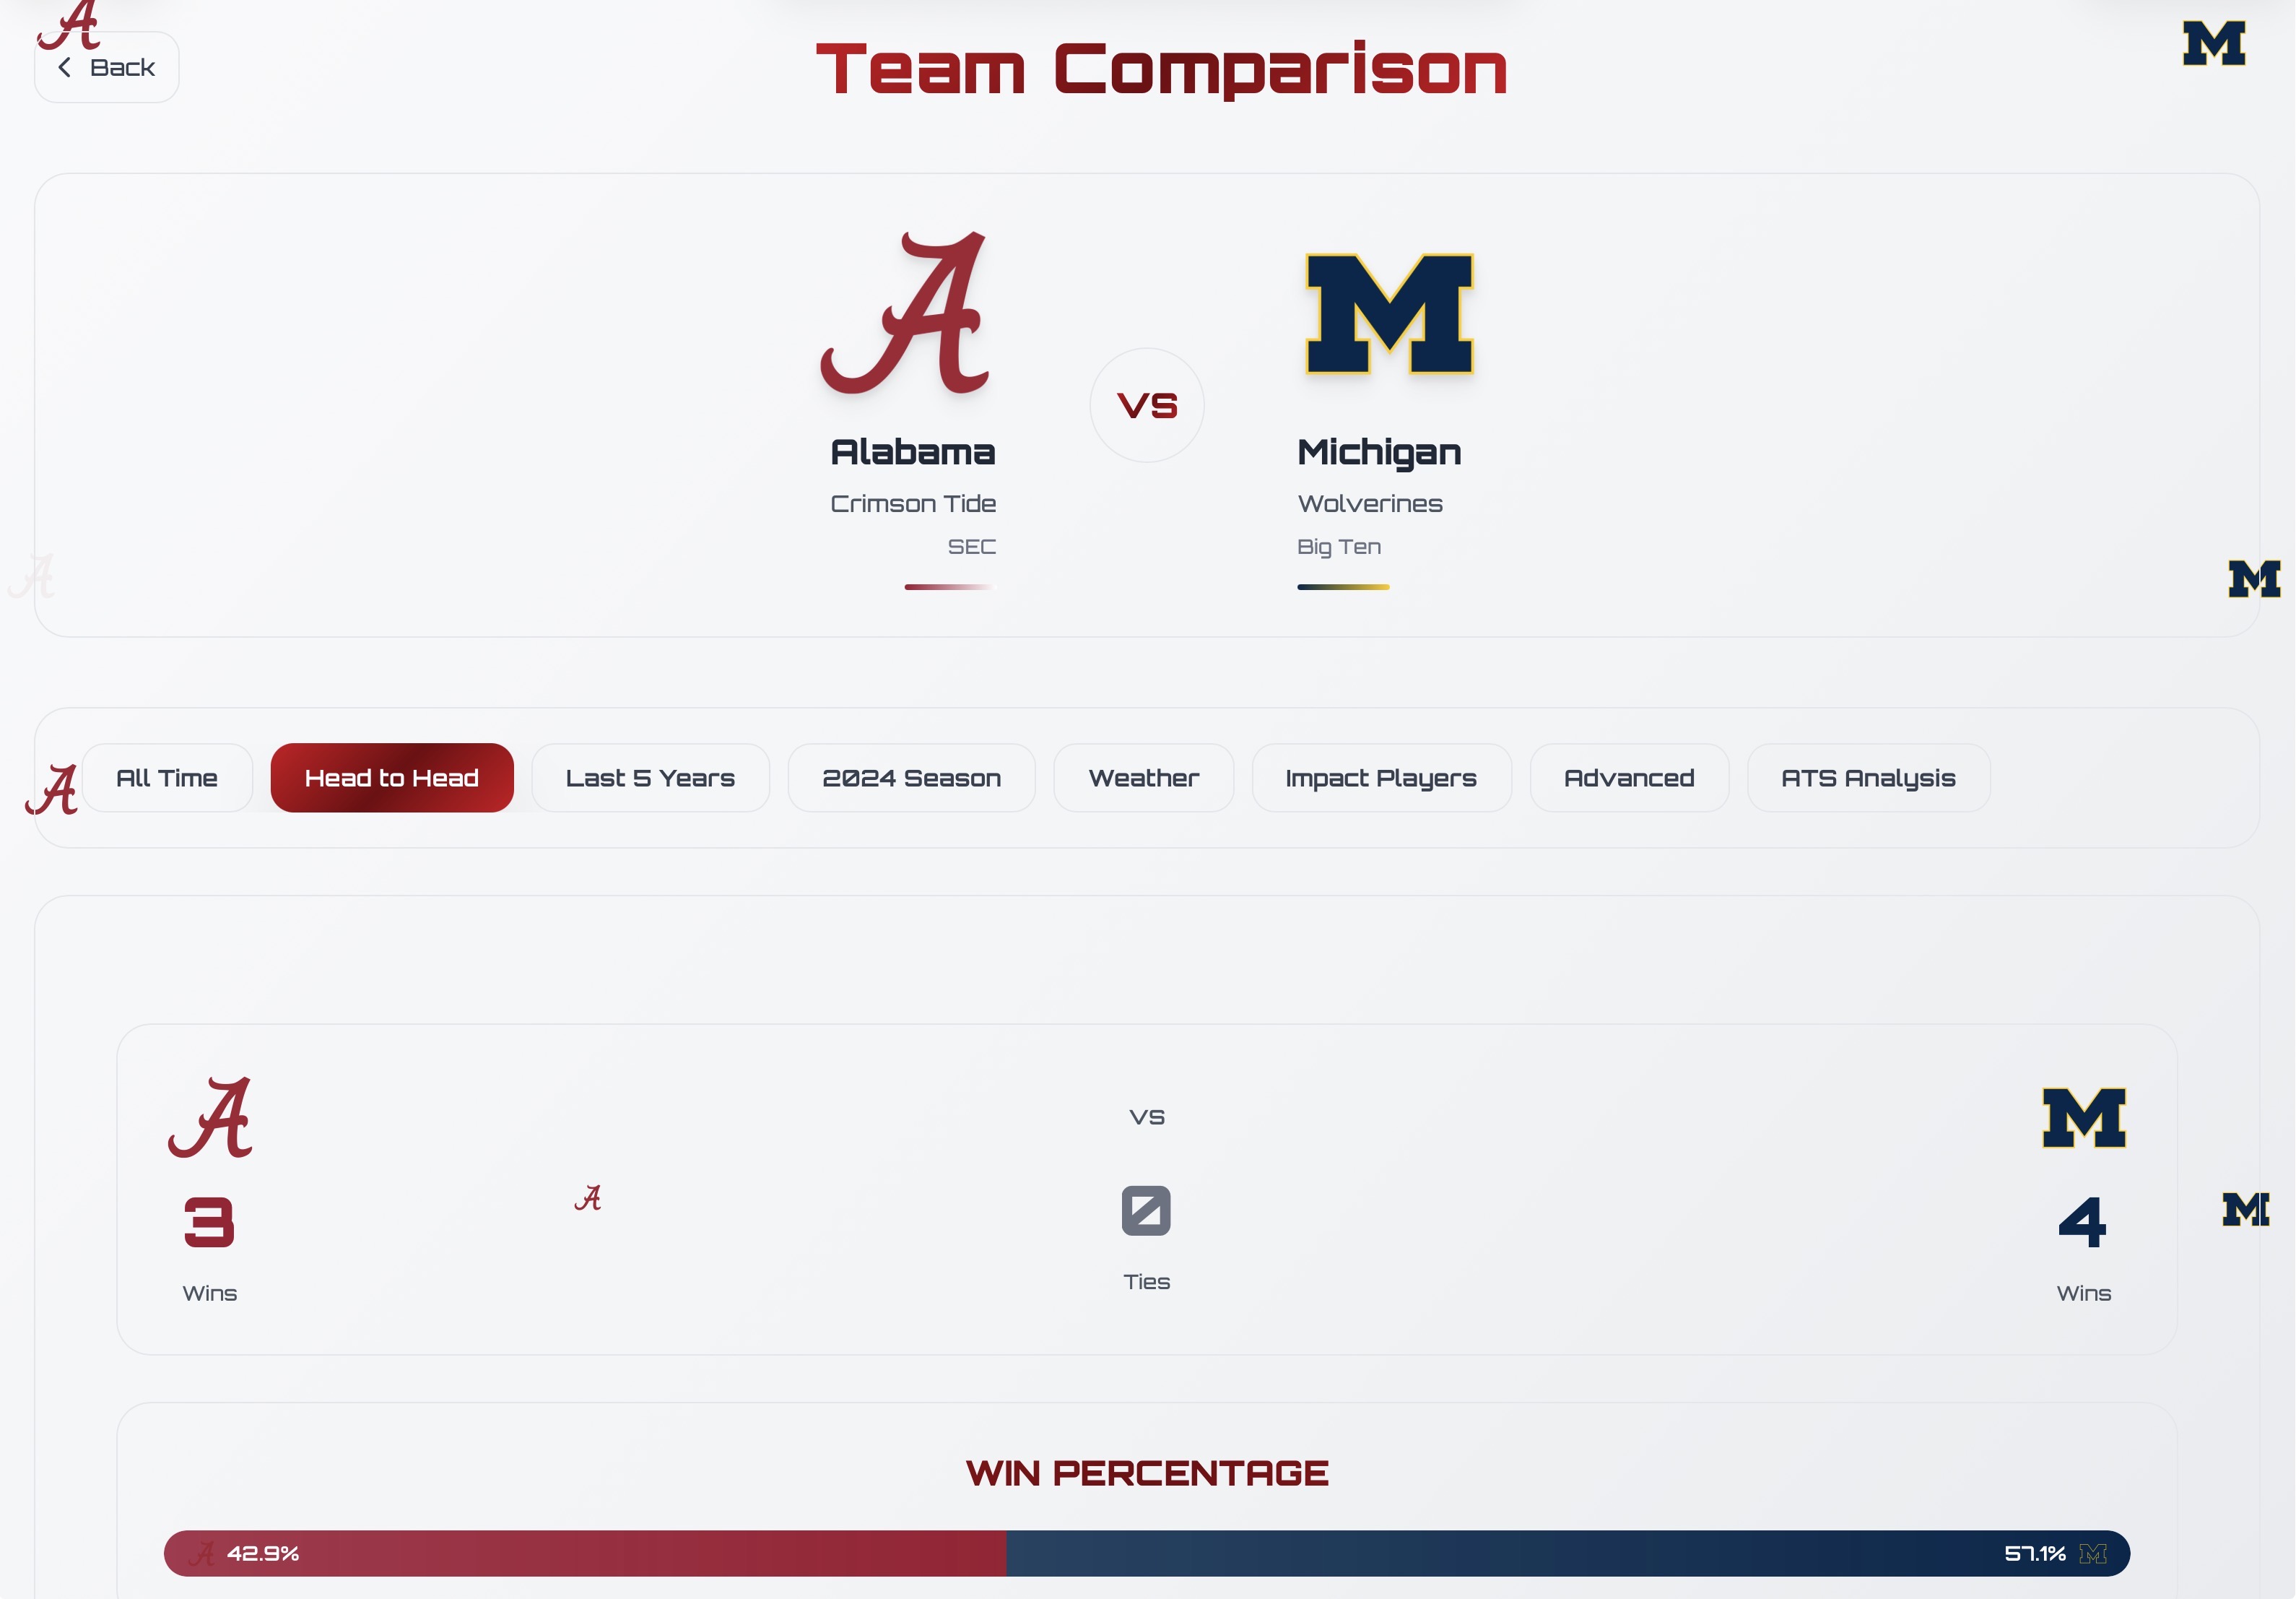 Back
Team Comparison
VS
Alabama
Michigan
Crimson Tide
Wolverines
SEC
Big Ten
All Time
Head to Head
Last 5 Years
2024 Season
Weather
Impact Players
Advanced
ATS Analysis
VS
3
0
4
Wins
Ties
Wins
WIN PERCENTAGE
42.9%
57.1%